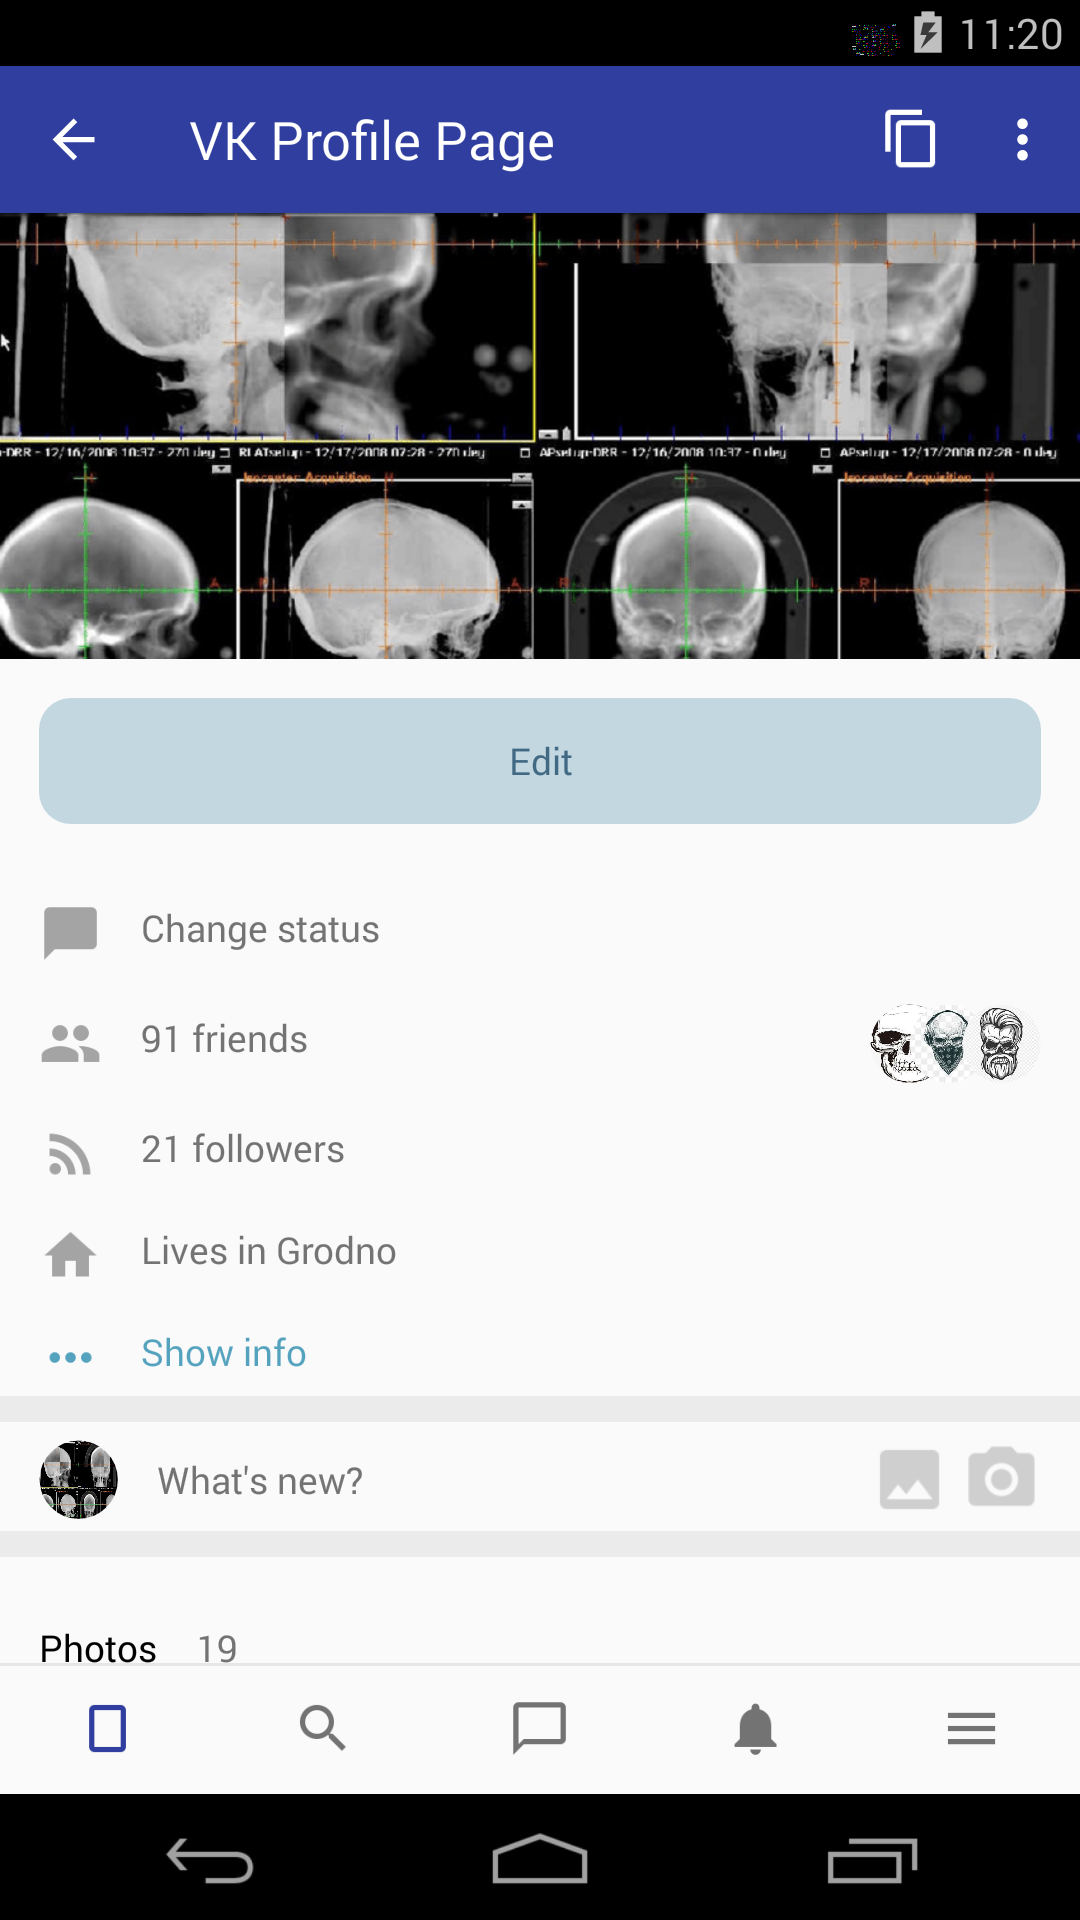 11:20
VK Profile Page
-DRR - 12/16/2008 10:37 - 270 deg RLATsetup - 12/17/2008 07:28 - 270 deg APsetup-DRR - 12/16/2008 10:37 - 0 deg APsetup - 12/17/2008 07:28 - 0 deg
Isocenter: Acquisition Isocenter: Acquisition
A A R L R
Edit
Change status
91 friends
21 followers
Lives in Grodno
Show info
What's new?
Photos 19